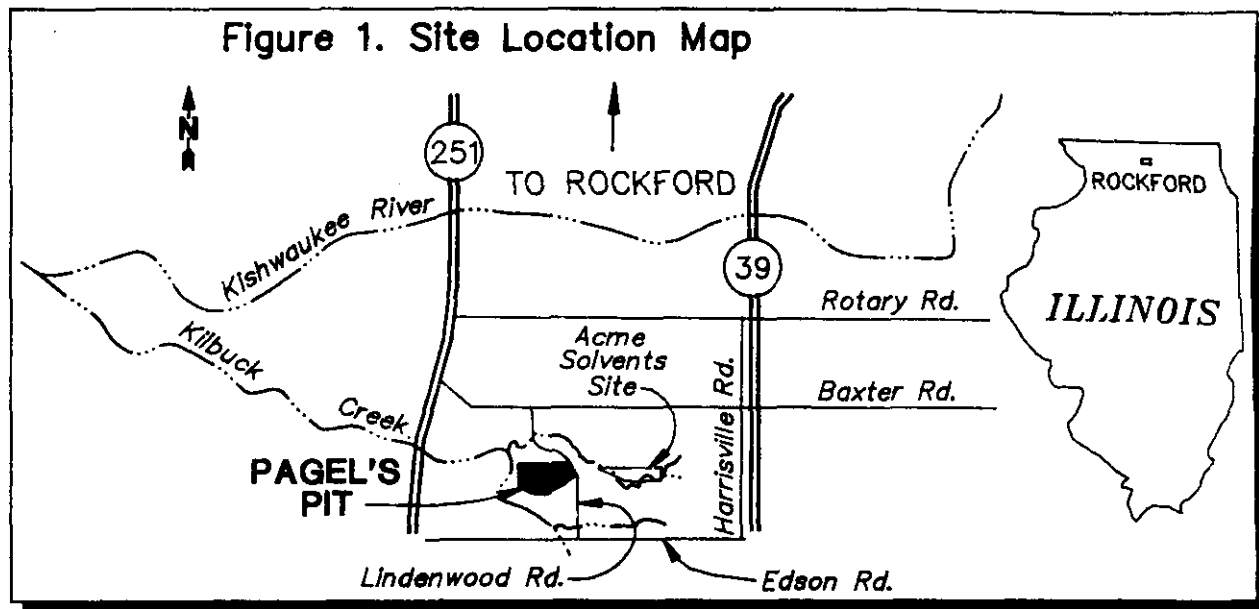 Figure 1. Site Location Map
N
251
TO ROCKFORD
ROCKFORD
Kishwaukee River
39
Rotary Rd.
ILLINOIS
Kilbuck
Creek
Acme
Solvents
Site
Harrisville Rd.
Baxter Rd.
PAGEL'S
PIT
Lindenwood Rd.
Edson Rd.